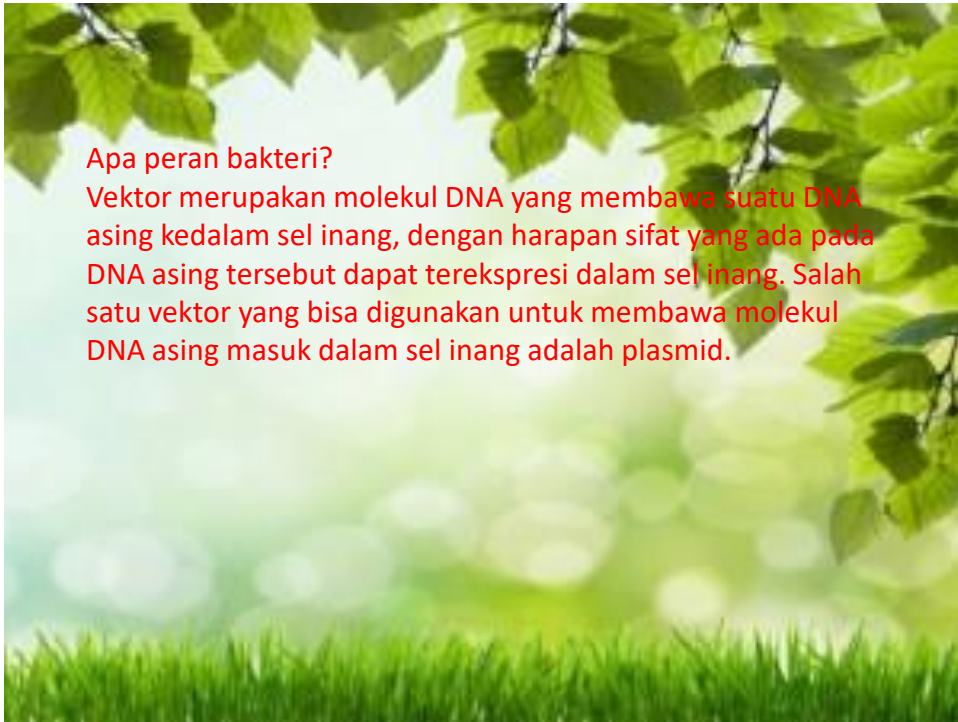 Apa peran bakteri?
Vektor merupakan molekul DNA yang membawa suatu DNA
asing kedalam sel inang, dengan harapan sifat yang ada pada
DNA asing tersebut dapat terekspresi dalam sel inang. Salah
satu vektor yang bisa digunakan untuk membawa molekul
DNA asing masuk dalam sel inang adalah plasmid.